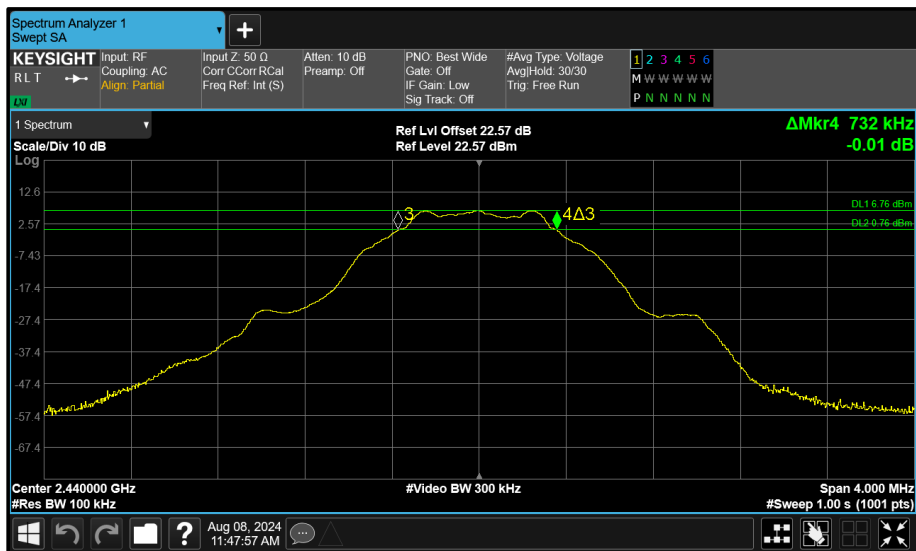 Spectrum Analyzer 1
Swept SA
▼
+
KEYSIGHT
R L T
LXI
Input: RF
Coupling: AC
Align: Partial
Input Z: 50 Ω
Corr CCorr RCal
Freq Ref: Int (S)
Atten: 10 dB
Preamp: Off
PNO: Best Wide
Gate: Off
IF Gain: Low
Sig Track: Off
#Avg Type: Voltage
Avg|Hold: 30/30
Trig: Free Run
1 2 3 4 5 6
M W W W W W
P N N N N N
1 Spectrum ▼
Scale/Div 10 dB
Ref Lvl Offset 22.57 dB
Ref Level 22.57 dBm
ΔMkr4 732 kHz
-0.01 dB
Log
12.6
2.57
-7.43
-17.4
-27.4
-37.4
-47.4
-57.4
-67.4
3
4Δ3
DL1 6.76 dBm
DL2 0.76 dBm
Center 2.440000 GHz
#Video BW 300 kHz
Span 4.000 MHz
#Res BW 100 kHz
#Sweep 1.00 s (1001 pts)
?
Aug 08, 2024
11:47:57 AM